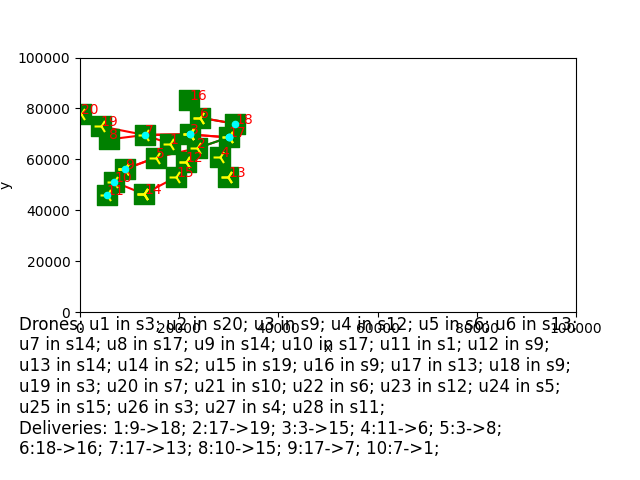 100000
80000
60000
40000
20000
0
y
0 20000 40000 60000 80000 100000
x
16
18
13
Drones: u1 in s3; u2 in s20; u3 in s9; u4 in s12; u5 in s6; u6 in s13;
u7 in s14; u8 in s17; u9 in s14; u10 in s17; u11 in s1; u12 in s9;
u13 in s14; u14 in s2; u15 in s19; u16 in s9; u17 in s13; u18 in s9;
u19 in s3; u20 in s7; u21 in s10; u22 in s6; u23 in s12; u24 in s5;
u25 in s15; u26 in s3; u27 in s4; u28 in s11;
Deliveries: 1:9->18; 2:17->19; 3:3->15; 4:11->6; 5:3->8;
6:18->16; 7:17->13; 8:10->15; 9:17->7; 10:7->1;